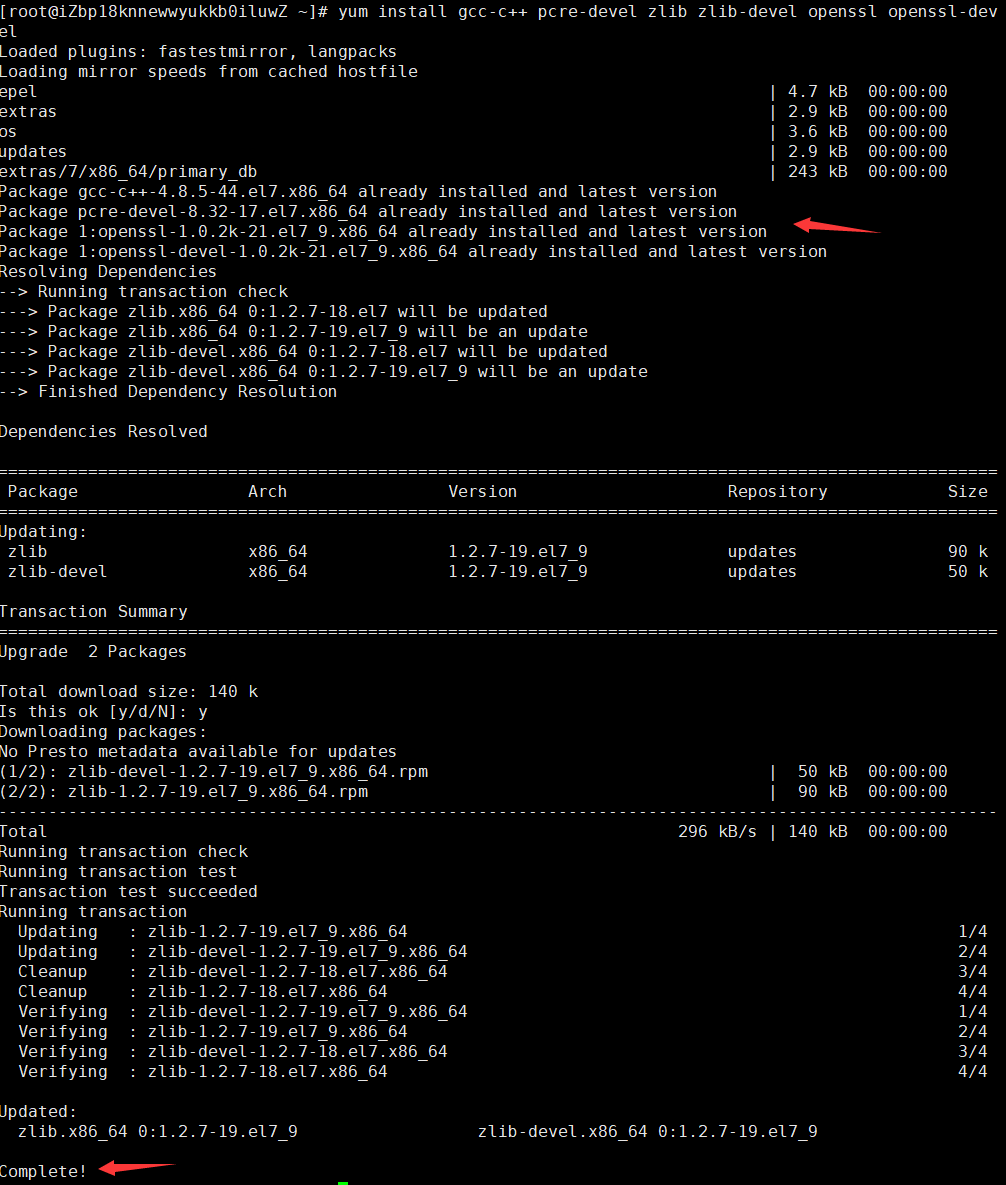 [root@iZbp18knnewwyukkb0iluwZ ~]# yum install gcc-c++ pcre-devel zlib zlib-devel openssl openssl-dev
el
Loaded plugins: fastestmirror, langpacks
Loading mirror speeds from cached hostfile
epel | 4.7 kB 00:00:00
extras | 2.9 kB 00:00:00
os | 3.6 kB 00:00:00
updates | 2.9 kB 00:00:00
extras/7/x86_64/primary_db | 243 kB 00:00:00
Package gcc-c++-4.8.5-44.el7.x86_64 already installed and latest version
Package pcre-devel-8.32-17.el7.x86_64 already installed and latest version
Package 1:openssl-1.0.2k-21.el7_9.x86_64 already installed and latest version
Package 1:openssl-devel-1.0.2k-21.el7_9.x86_64 already installed and latest version
Resolving Dependencies
--> Running transaction check
---> Package zlib.x86_64 0:1.2.7-18.el7 will be updated
---> Package zlib.x86_64 0:1.2.7-19.el7_9 will be an update
---> Package zlib-devel.x86_64 0:1.2.7-18.el7 will be updated
---> Package zlib-devel.x86_64 0:1.2.7-19.el7_9 will be an update
--> Finished Dependency Resolution
Dependencies Resolved
====================================================================================================
Package Arch Version Repository Size
====================================================================================================
Updating:
zlib x86_64 1.2.7-19.el7_9 updates 90 k
zlib-devel x86_64 1.2.7-19.el7_9 updates 50 k
Transaction Summary
====================================================================================================
Upgrade 2 Packages
Total download size: 140 k
Is this ok [y/d/N]: y
Downloading packages:
No Presto metadata available for updates
(1/2): zlib-devel-1.2.7-19.el7_9.x86_64.rpm | 50 kB 00:00:00
(2/2): zlib-1.2.7-19.el7_9.x86_64.rpm | 90 kB 00:00:00
----------------------------------------------------------------------------------------------------
Total 296 kB/s | 140 kB 00:00:00
Running transaction check
Running transaction test
Transaction test succeeded
Running transaction
Updating : zlib-1.2.7-19.el7_9.x86_64 1/4
Updating : zlib-devel-1.2.7-19.el7_9.x86_64 2/4
Cleanup : zlib-devel-1.2.7-18.el7.x86_64 3/4
Cleanup : zlib-1.2.7-18.el7.x86_64 4/4
Verifying : zlib-devel-1.2.7-19.el7_9.x86_64 1/4
Verifying : zlib-1.2.7-19.el7_9.x86_64 2/4
Verifying : zlib-devel-1.2.7-18.el7.x86_64 3/4
Verifying : zlib-1.2.7-18.el7.x86_64 4/4
Updated:
zlib.x86_64 0:1.2.7-19.el7_9 zlib-devel.x86_64 0:1.2.7-19.el7_9
Complete!